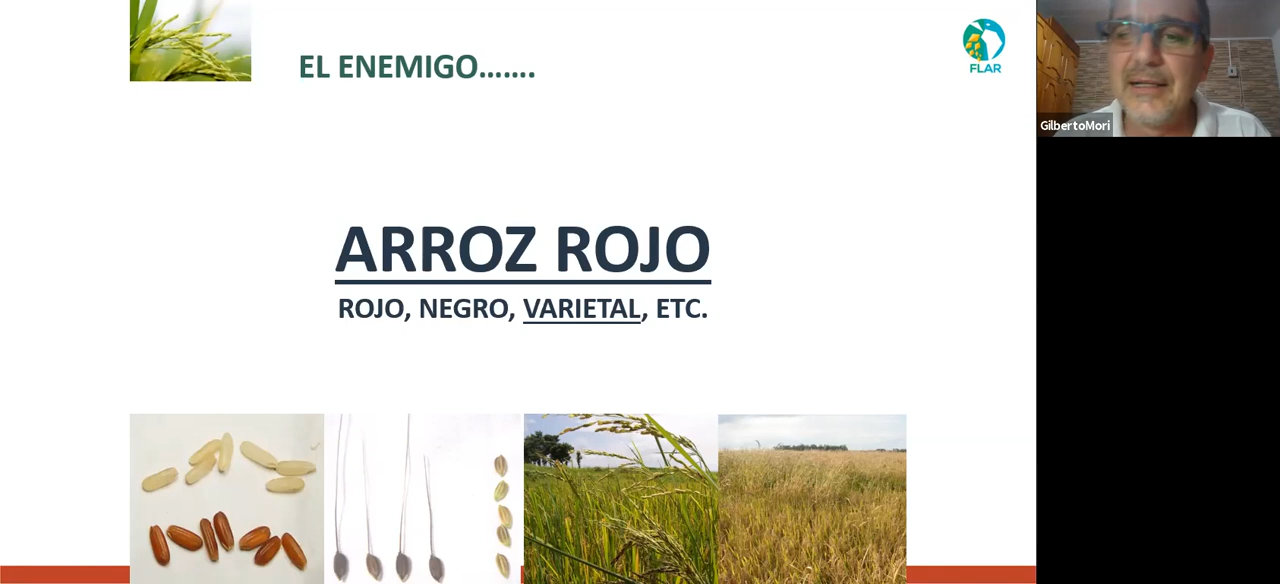 EL ENEMIGO.......
FLAR
GilbertoMori
ARROZ ROJO
ROJO, NEGRO, VARIETAL, ETC.